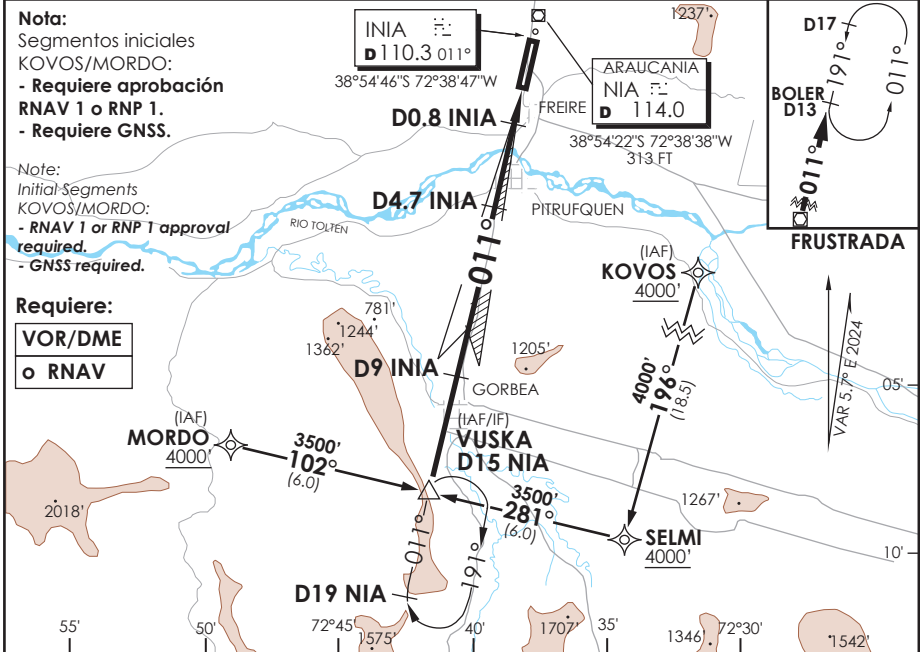 Nota:
Segmentos iniciales
KOVOS/MORDO:
- Requiere aprobación
RNAV 1 o RNP 1.
- Requiere GNSS.
Note:
Initial Segments
KOVOS/MORDO:
- RNAV 1 or RNP 1 approval
required.
- GNSS required.
Requiere:
VOR/DME
o RNAV
INIA
D 110.3 011°
38°54'46"S 72°38'47"W
1237'
ARAUCANIA
NIA
D 114.0
38°54'22"S 72°38'38"W
313 FT
FREIRE
D0.8 INIA
D4.7 INIA
PITRUFQUEN
RIO TOLTEN
011°
D17
191°
011°
BOLER
D13
011°
FRUSTRADA
(IAF)
KOVOS
4000'
781'
1244'
1362'
1205'
D9 INIA
GORBEA
4000'
196°
(18.5)
VAR 5.7° E 2024
05'
(IAF)
MORDO
4000'
3500'
102°
(6.0)
(IAF/IF)
VUSKA
D15 NIA
3500'
281°
(6.0)
1267'
2018'
SELMI
4000'
10'
011°
191°
D19 NIA
55'
50'
72°45'
1575'
40'
1707'
35'
1346'
72°30'
1542'